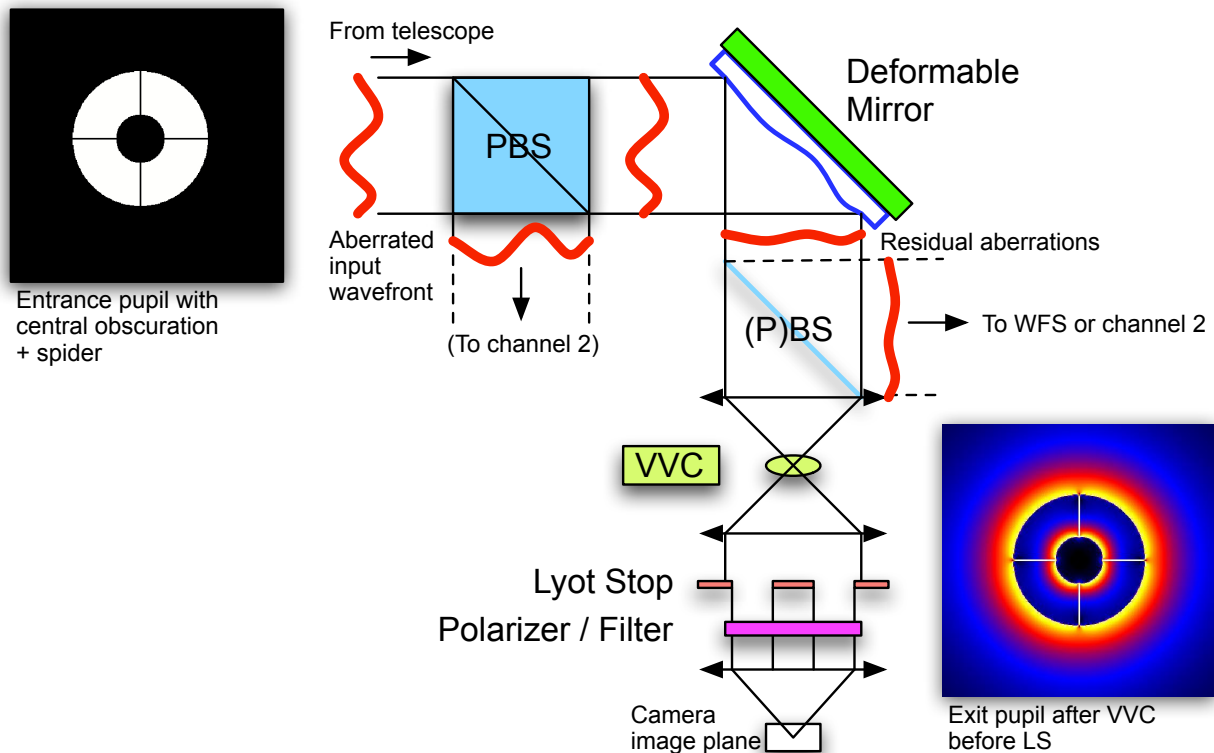 From telescope
PBS
Deformable
Mirror
Aberrated
input
wavefront
(To channel 2)
Entrance pupil with
central obscuration
+ spider
Residual aberrations
(P)BS
To WFS or channel 2
VVC
Lyot Stop
Polarizer / Filter
Camera
image plane
Exit pupil after VVC
before LS